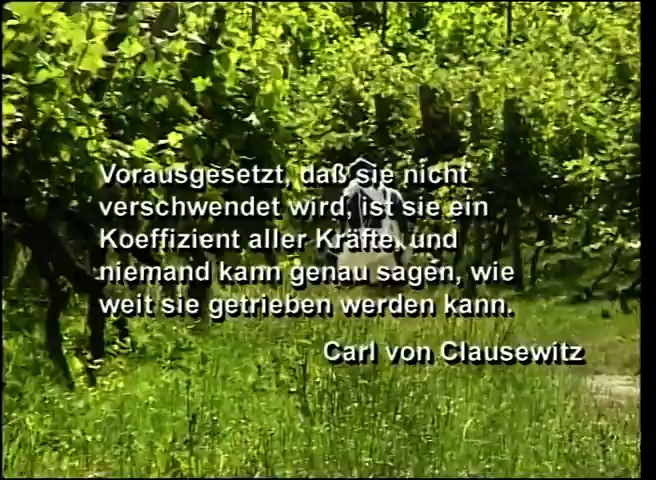 Vorausgesetzt, daß sie nicht
verschwendet wird, ist sie ein
Koeffizient aller Kräfte, und
niemand kann genau sagen, wie
weit sie getrieben werden kann.
Carl von Clausewitz